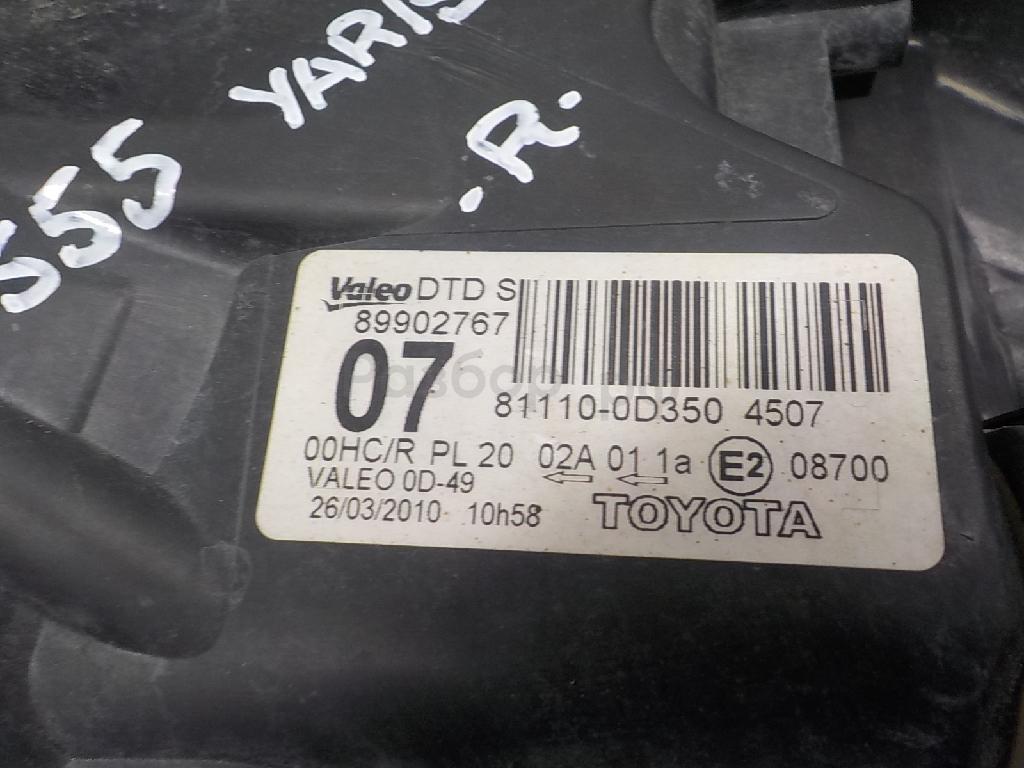 S55 YARIS
.R.
Valeo DTD S
89902767
07
81110-0D350 4507
00HC/R PL 20 02A 01 1a E2 08700
VALEO 0D-49
26/03/2010 10h58
TOYOTA